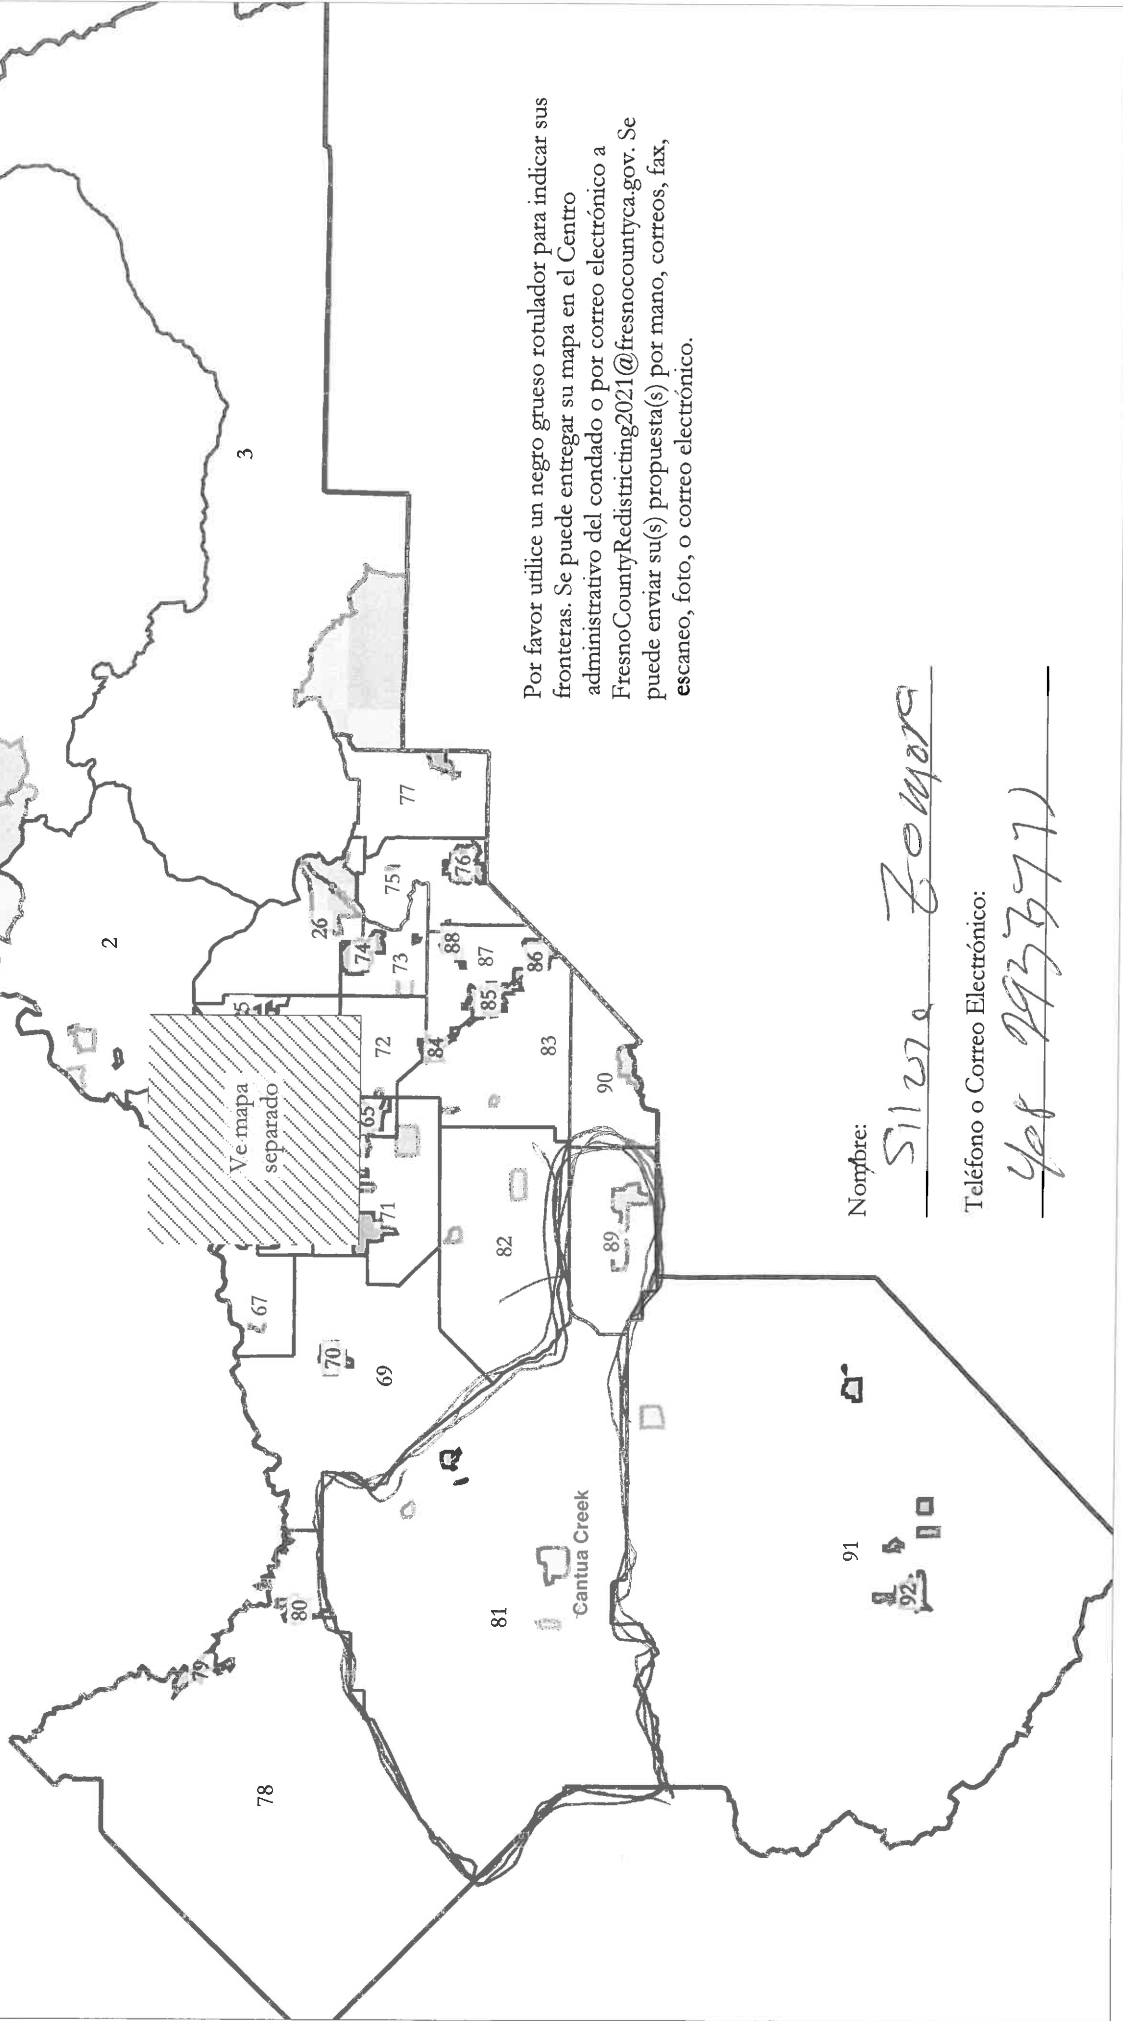 3
2
77
75
76
26
74
73
88
87
86
85
84
72
83
90
65
Ve mapa
separado
71
82
89
67
70
69
80
79
81
Cantua Creek
78
91
92
Por favor utilice un negro grueso rotulador para indicar sus
fronteras. Se puede entregar su mapa en el Centro
administrativo del condado o por correo electrónico a
FresnoCountyRedistricting2021@fresnocountyca.gov. Se
puede enviar su(s) propuesta(s) por mano, correos, fax,
escaneo, foto, o correo electrónico.
Nombre:
Silvia Zomora
Teléfono o Correo Electrónico:
408 2933717